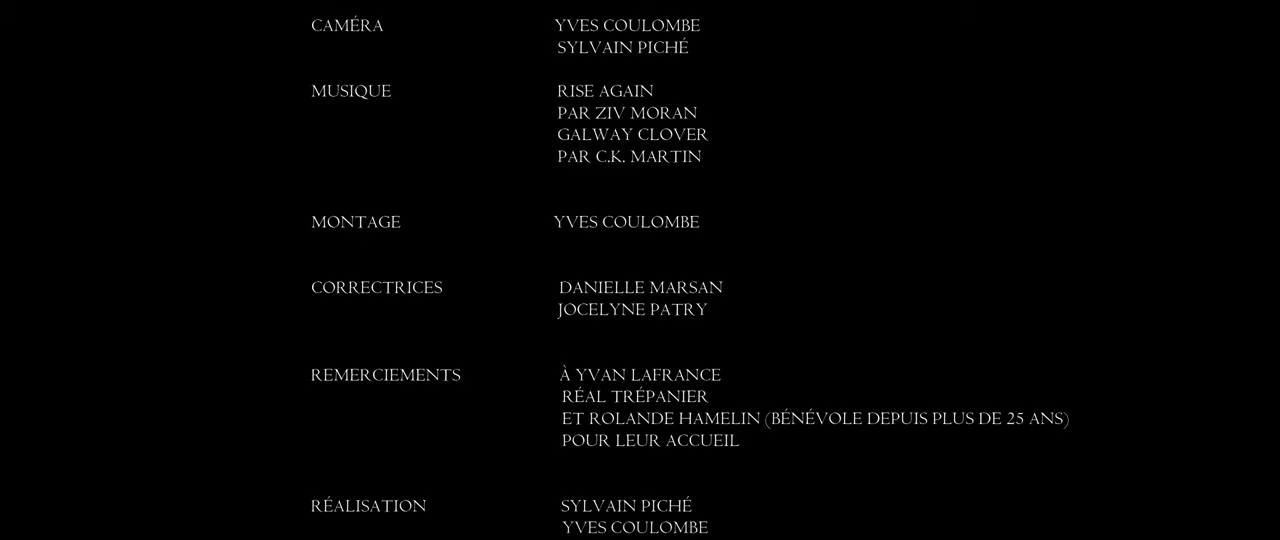 CAMÉRA YVES COULOMBE
SYLVAIN PICHÉ
MUSIQUE RISE AGAIN
PAR ZIV MORAN
GALWAY CLOVER
PAR C.K. MARTIN
MONTAGE YVES COULOMBE
CORRECTRICES DANIELLE MARSAN
JOCELYNE PATRY
REMERCIEMENTS À YVAN LAFRANCE
RÉAL TRÉPANIER
ET ROLANDE HAMELIN (BÉNÉVOLE DEPUIS PLUS DE 25 ANS)
POUR LEUR ACCUEIL
RÉALISATION SYLVAIN PICHÉ
YVES COULOMBE